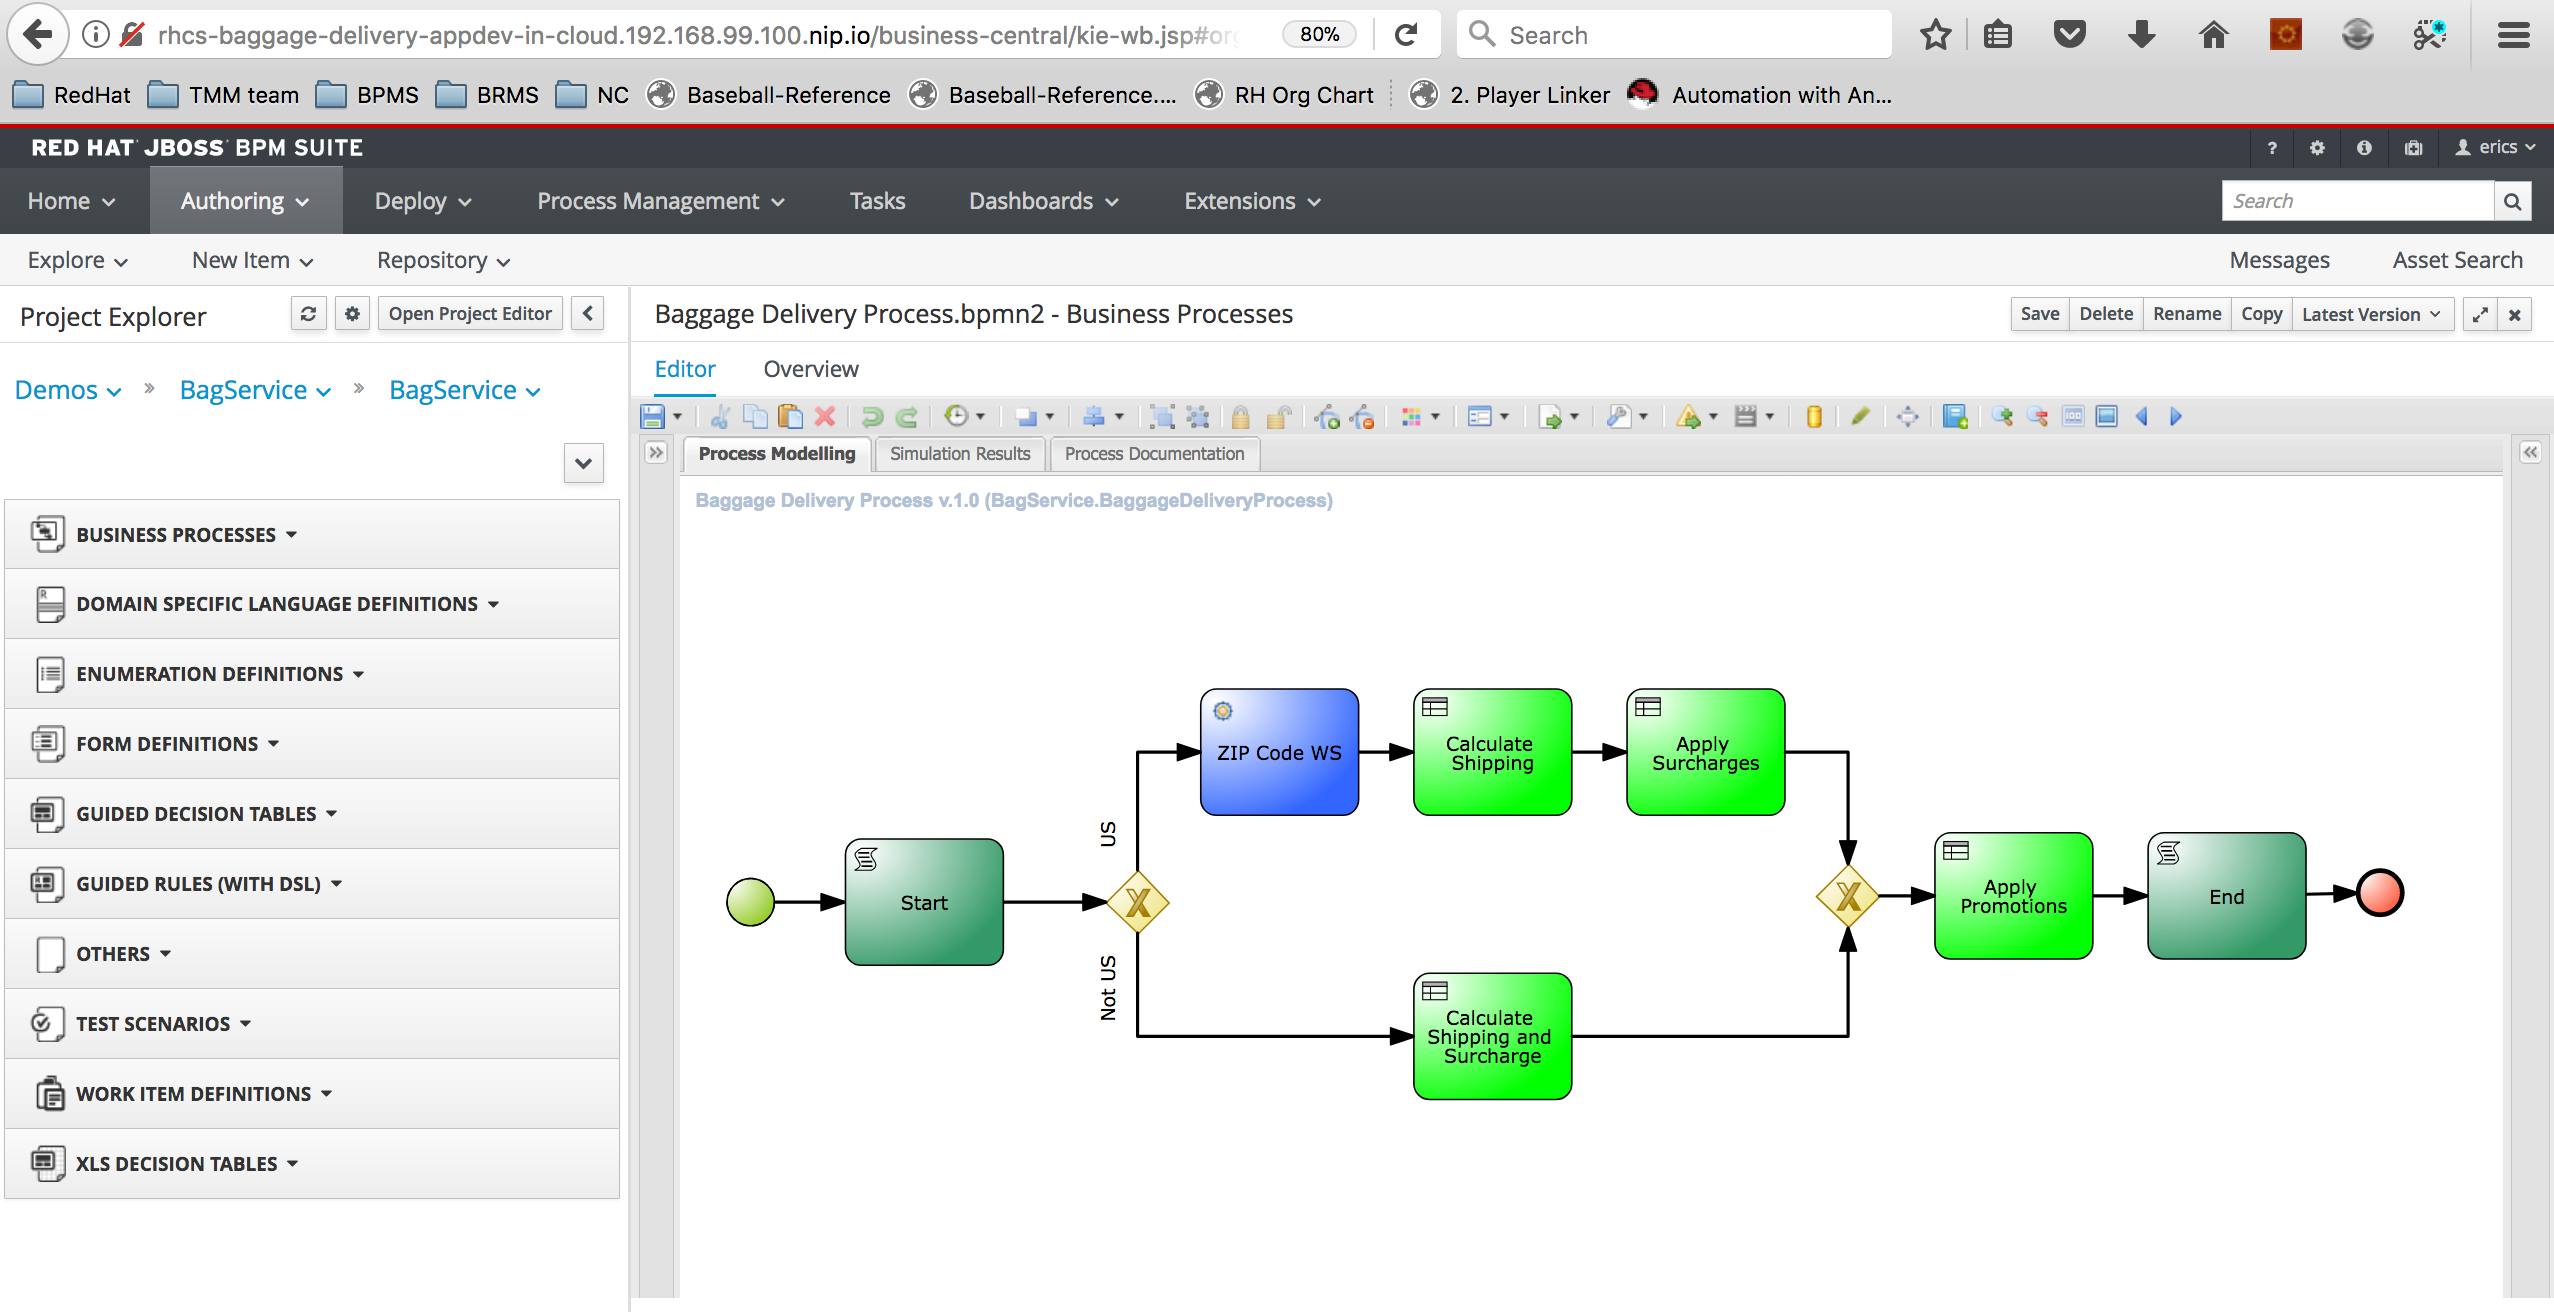 rhcs-baggage-delivery-appdev-in-cloud.192.168.99.100.nip.io/business-central/kie-wb.jsp#org
80%
Search
RedHat
TMM team
BPMS
BRMS
NC
Baseball-Reference
Baseball-Reference....
RH Org Chart
2. Player Linker
Automation with An...
RED HAT JBOSS BPM SUITE
? erics
Home
Authoring
Deploy
Process Management
Tasks
Dashboards
Extensions
Search
Explore
New Item
Repository
Messages
Asset Search
Project Explorer
Open Project Editor
Baggage Delivery Process.bpmn2 - Business Processes
Save
Delete
Rename
Copy
Latest Version
Editor
Overview
Demos » BagService » BagService
Process Modelling
Simulation Results
Process Documentation
Baggage Delivery Process v.1.0 (BagService.BaggageDeliveryProcess)
BUSINESS PROCESSES
DOMAIN SPECIFIC LANGUAGE DEFINITIONS
ENUMERATION DEFINITIONS
FORM DEFINITIONS
GUIDED DECISION TABLES
GUIDED RULES (WITH DSL)
OTHERS
TEST SCENARIOS
WORK ITEM DEFINITIONS
XLS DECISION TABLES
Start
US
Not US
ZIP Code WS
Calculate
Shipping
Apply
Surcharges
Calculate
Shipping and
Surcharge
Apply
Promotions
End